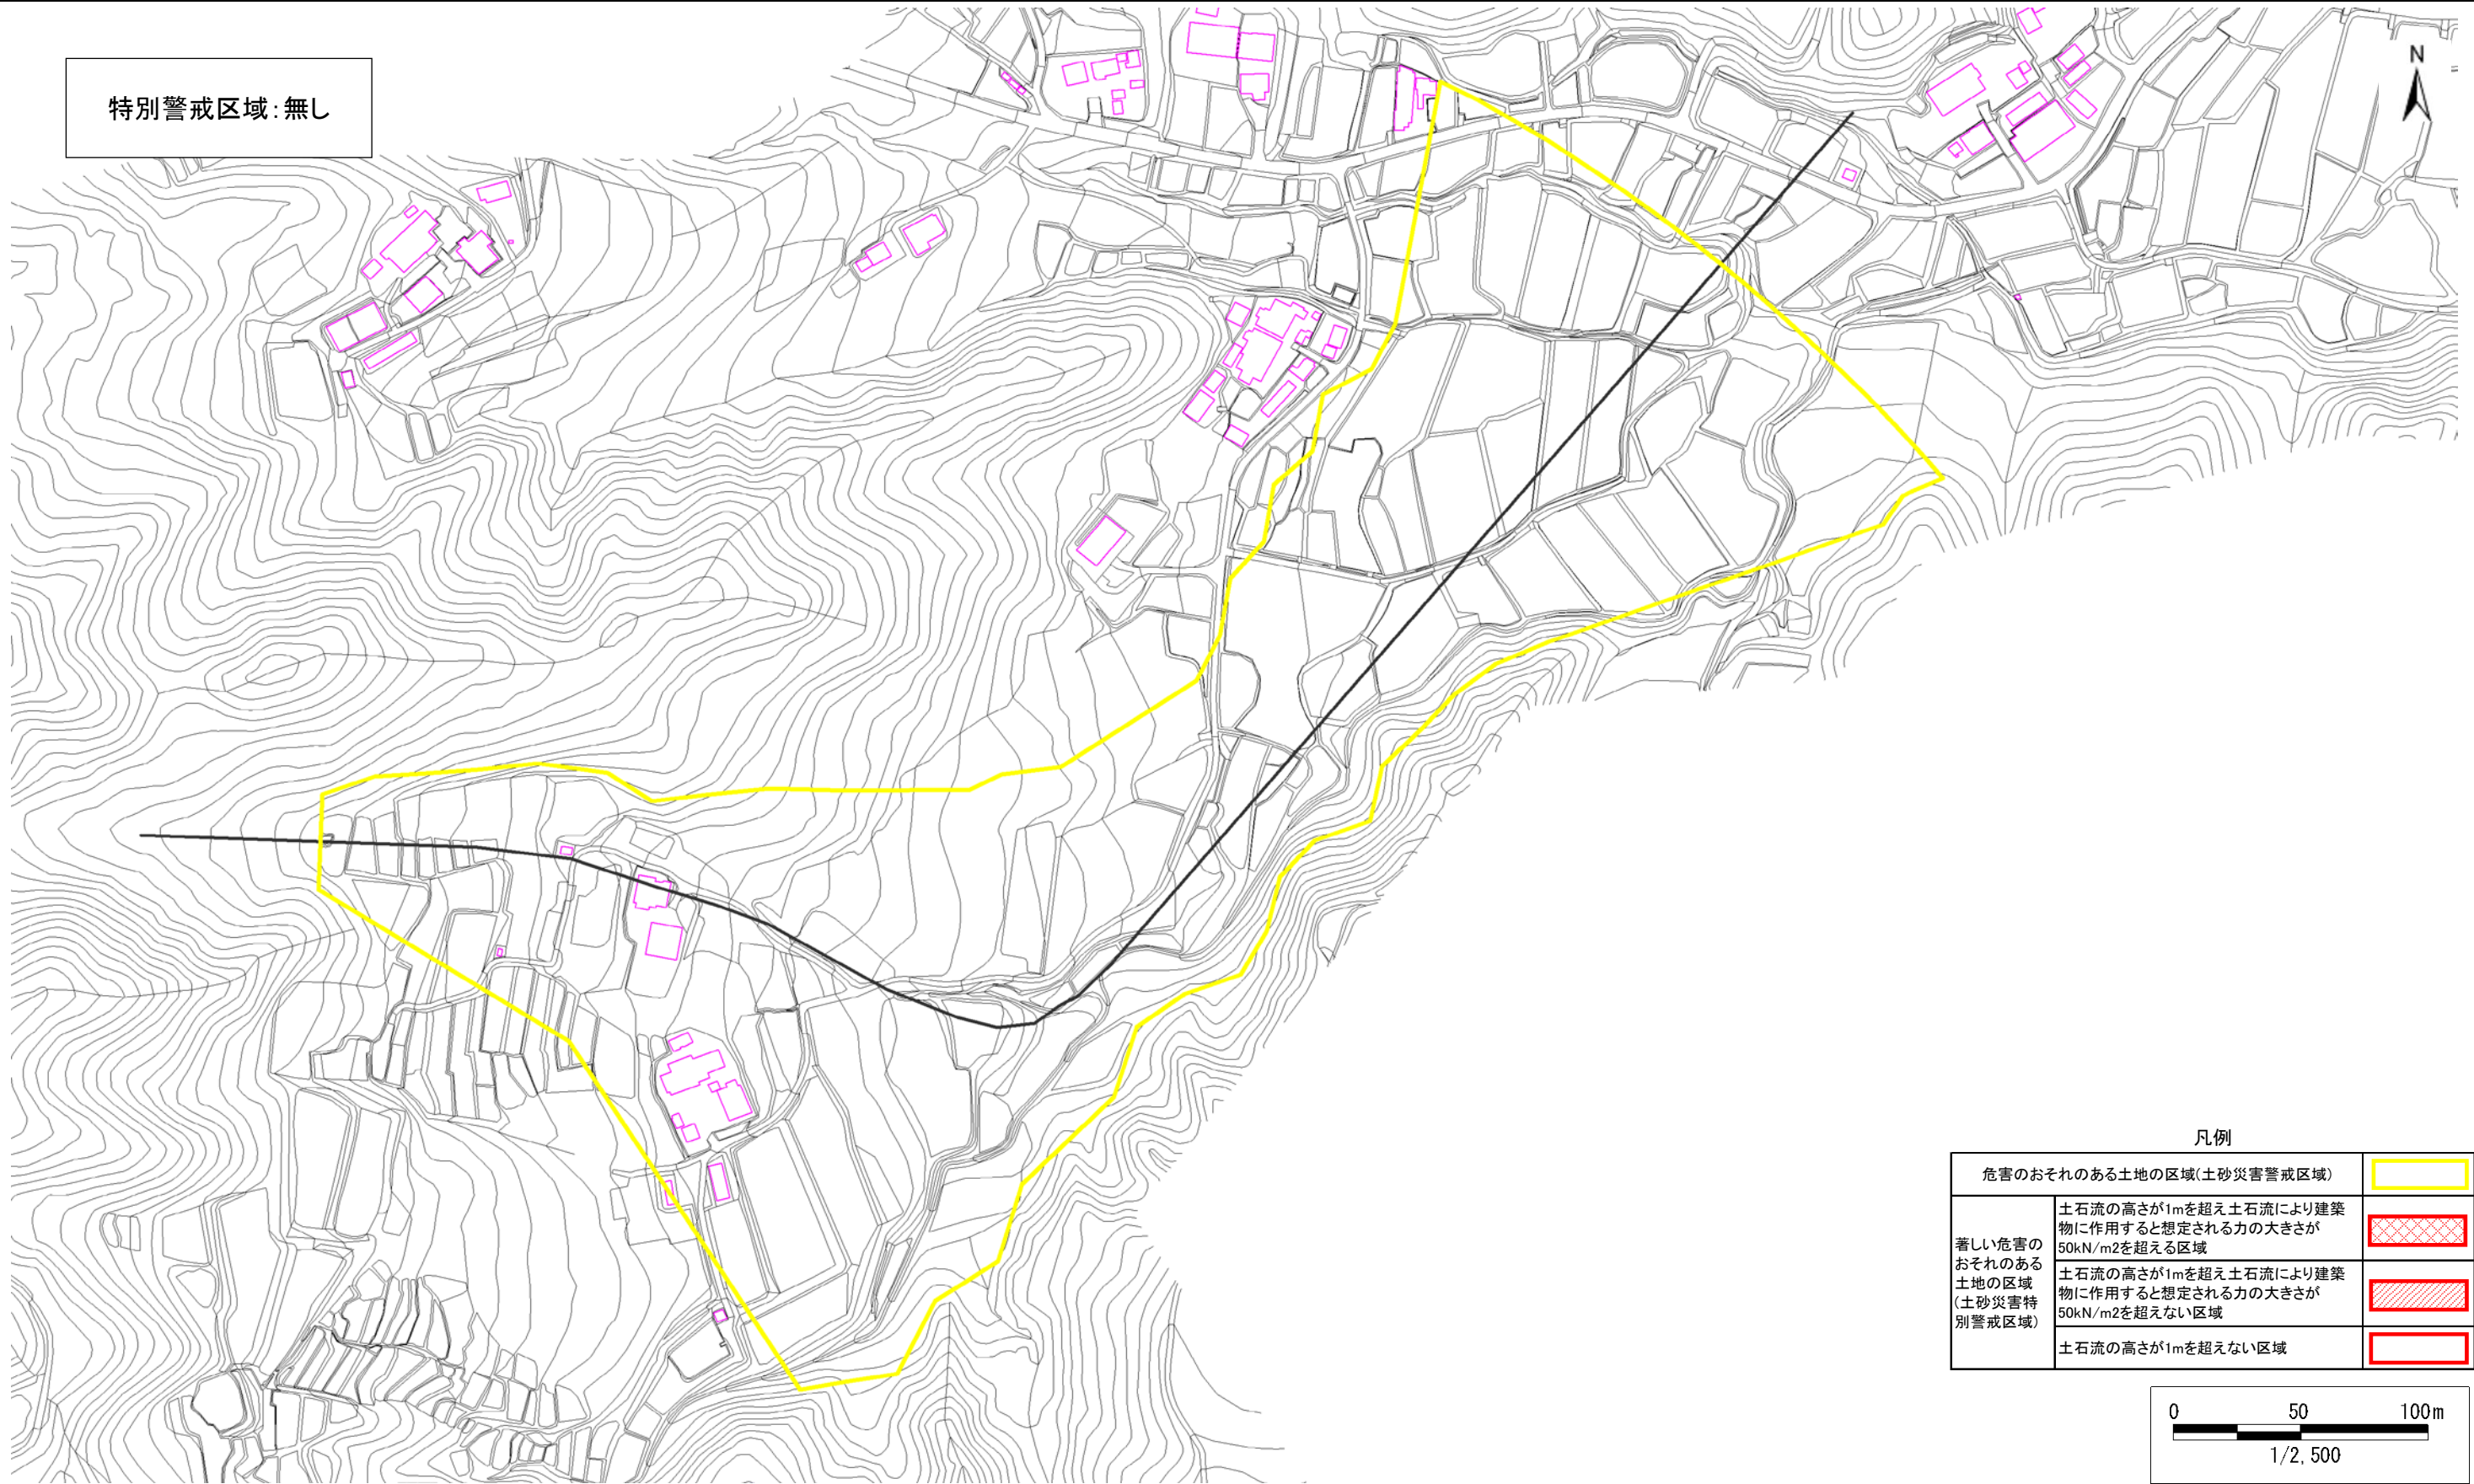 特別警戒区域:無し
N
凡例
危害のおそれのある土地の区域(土砂災害警戒区域)
著しい危害の
おそれのある
土地の区域
(土砂災害特
別警戒区域)
土石流の高さが1mを超え土石流により建築
物に作用すると想定される力の大きさが
50kN/m2を超える区域
土石流の高さが1mを超え土石流により建築
物に作用すると想定される力の大きさが
50kN/m2を超えない区域
土石流の高さが1mを超えない区域
0 50 100m
1/2,500